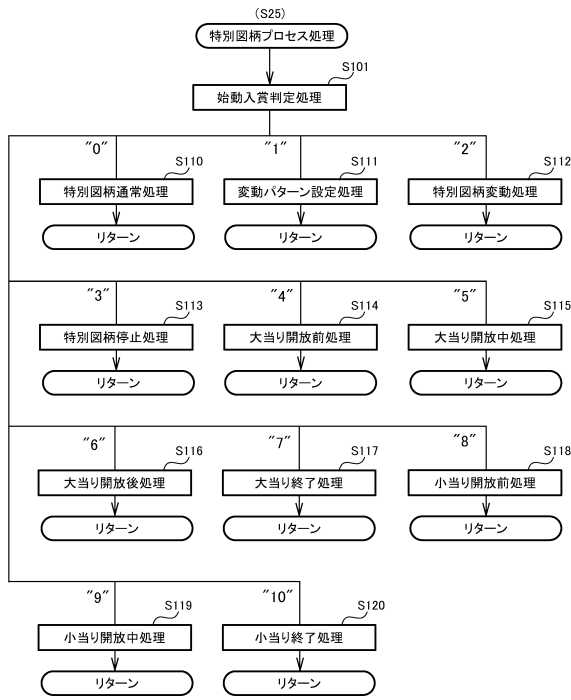 (S25)
特別図柄プロセス処理
S101
始動入賞判定処理
"0" "1" "2"
S110 S111 S112
特別図柄通常処理 変動パターン設定処理 特別図柄変動処理
リターン リターン リターン
"3" "4" "5"
S113 S114 S115
特別図柄停止処理 大当り開放前処理 大当り開放中処理
リターン リターン リターン
"6" "7" "8"
S116 S117 S118
大当り開放後処理 大当り終了処理 小当り開放前処理
リターン リターン リターン
"9" "10"
S119 S120
小当り開放中処理 小当り終了処理
リターン リターン